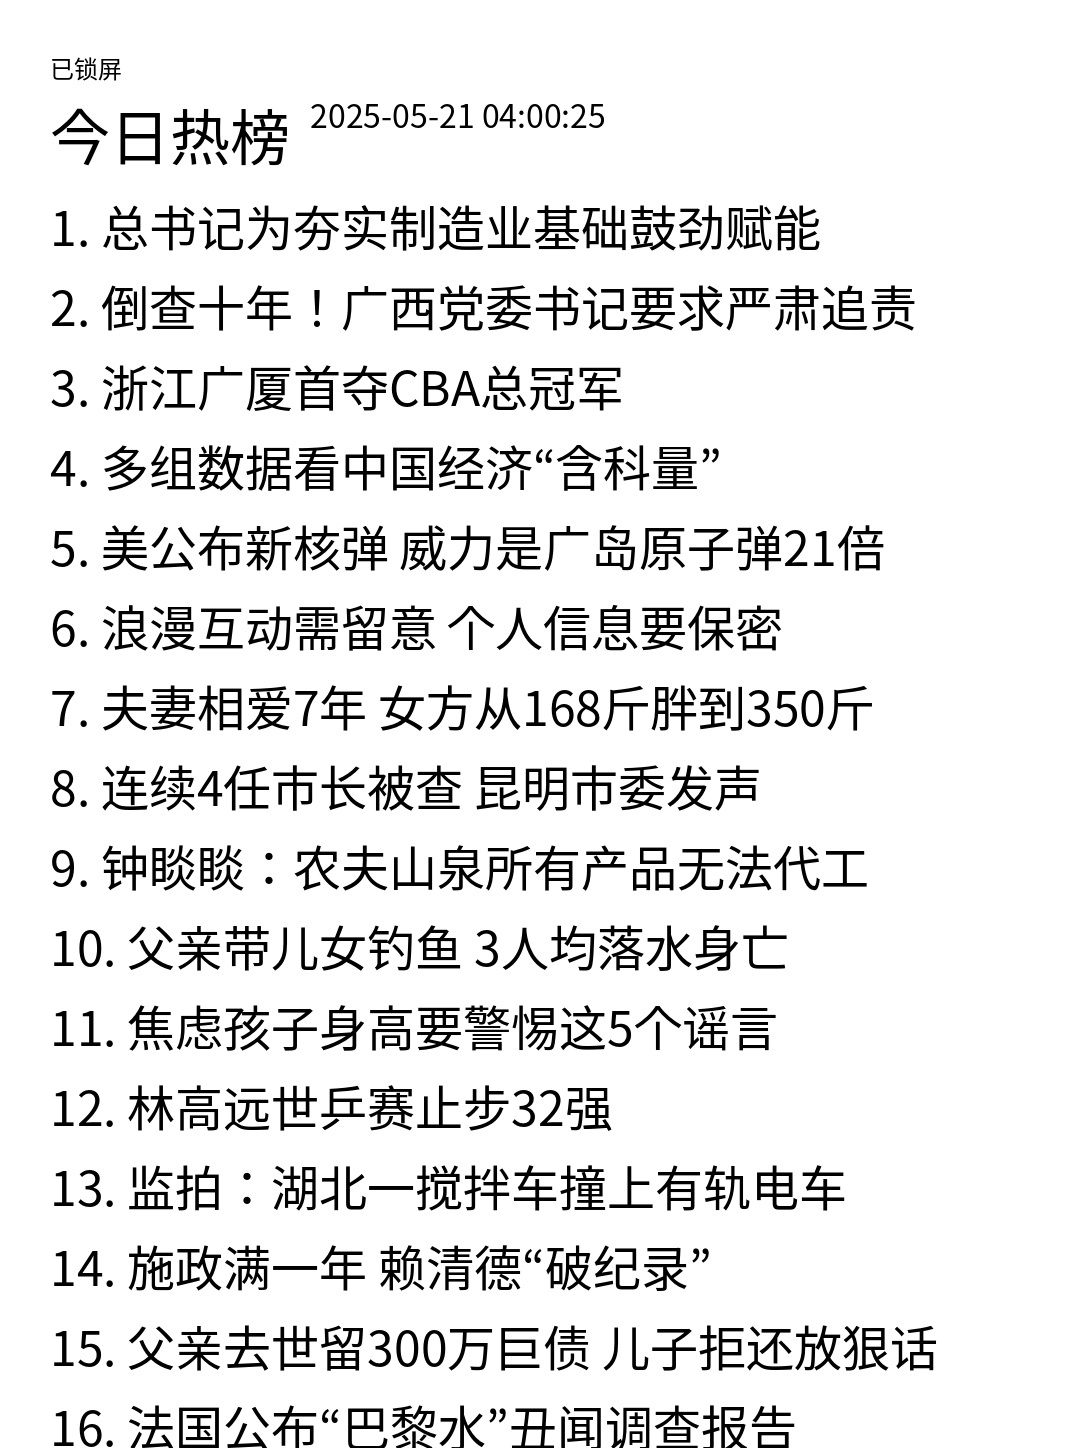 已锁屏
今日热榜 2025-05-21 04:00:25
1. 总书记为夯实制造业基础鼓劲赋能
2. 倒查十年！广西党委书记要求严肃追责
3. 浙江广厦首夺CBA总冠军
4. 多组数据看中国经济“含科量”
5. 美公布新核弹 威力是广岛原子弹21倍
6. 浪漫互动需留意 个人信息要保密
7. 夫妻相爱7年 女方从168斤胖到350斤
8. 连续4任市长被查 昆明市委发声
9. 钟睒睒：农夫山泉所有产品无法代工
10. 父亲带儿女钓鱼 3人均落水身亡
11. 焦虑孩子身高要警惕这5个谣言
12. 林高远世乒赛止步32强
13. 监拍：湖北一搅拌车撞上有轨电车
14. 施政满一年 赖清德“破纪录”
15. 父亲去世留300万巨债 儿子拒还放狠话
16. 法国公布“巴黎水”丑闻调查报告